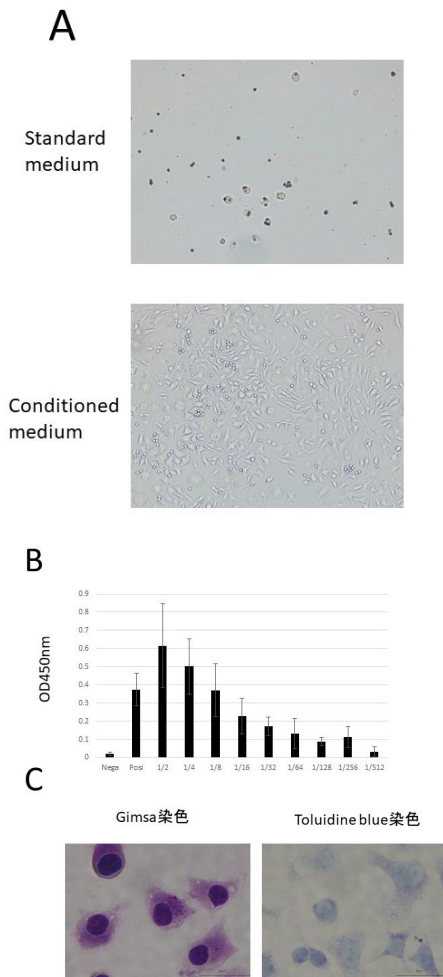 A
Standard
medium
Conditioned
medium
B
0.9
0.8
0.7
0.6
0.5
0.4
0.3
0.2
0.1
0
OD450nm
Nega Posi 1/2 1/4 1/8 1/16 1/32 1/64 1/128 1/256 1/512
C
Gimsa染色
Toluidine blue染色